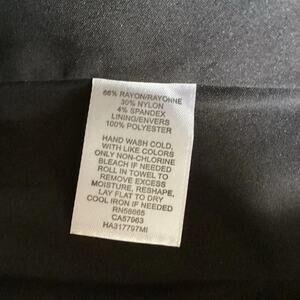 66% RAYON/RAYONNE
30% NYLON
4% SPANDEX
LINING/ENVERS
100% POLYESTER
HAND WASH COLD,
WITH LIKE COLORS
ONLY NON-CHLORINE
BLEACH IF NEEDED
ROLL IN TOWEL TO
REMOVE EXCESS
MOISTURE, RESHAPE,
LAY FLAT TO DRY
COOL IRON IF NEEDED
RN56665
CA57963
HA317797MI